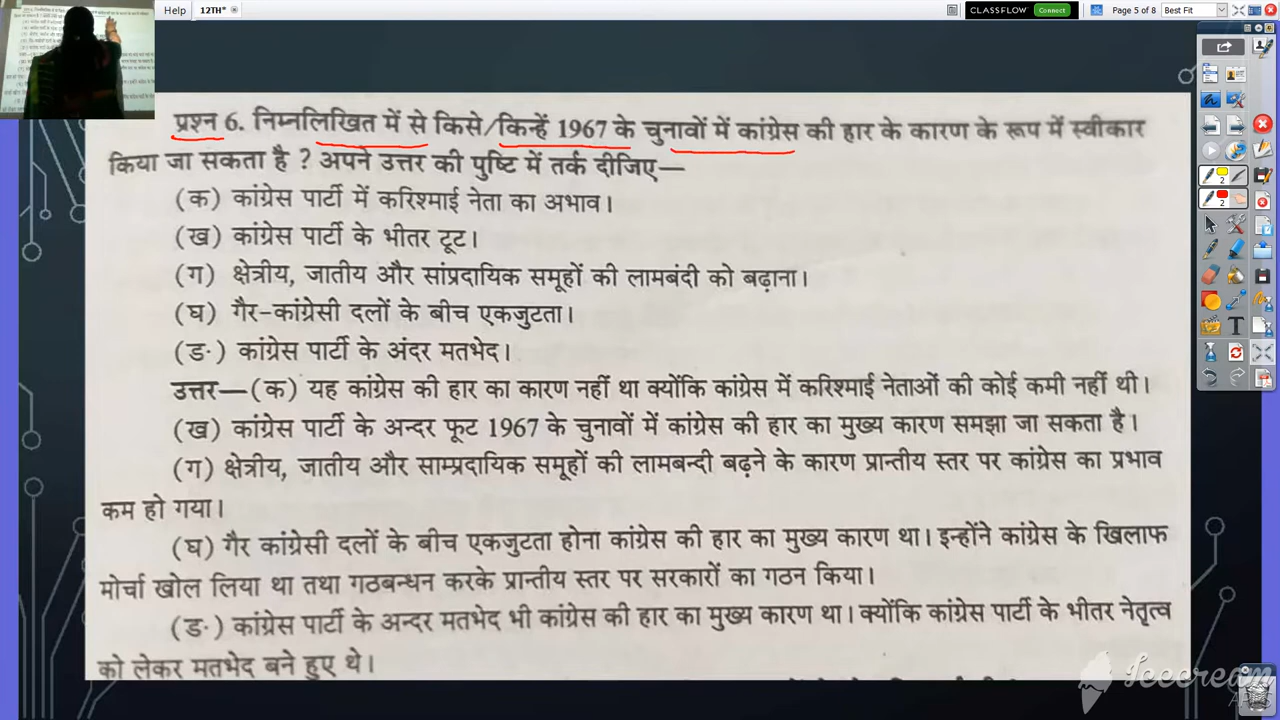 Help
12TH*
CLASSFLOW Connect
Page 5 of 8
Best Fit
प्रश्न 6. निम्नलिखित में से किसे/किन्हें 1967 के चुनावों में कांग्रेस की हार के कारण के रूप में स्वीकार
किया जा सकता है ? अपने उत्तर की पुष्टि में तर्क दीजिए—
(क) कांग्रेस पार्टी में करिश्माई नेता का अभाव।
(ख) कांग्रेस पार्टी के भीतर टूट।
(ग) क्षेत्रीय, जातीय और सांप्रदायिक समूहों की लामबंदी को बढ़ाना।
(घ) गैर-कांग्रेसी दलों के बीच एकजुटता।
(ङ) कांग्रेस पार्टी के अंदर मतभेद।
उत्तर—(क) यह कांग्रेस की हार का कारण नहीं था क्योंकि कांग्रेस में करिश्माई नेताओं की कोई कमी नहीं थी।
(ख) कांग्रेस पार्टी के अन्दर फूट 1967 के चुनावों में कांग्रेस की हार का मुख्य कारण समझा जा सकता है।
(ग) क्षेत्रीय, जातीय और साम्प्रदायिक समूहों की लामबन्दी बढ़ने के कारण प्रान्तीय स्तर पर कांग्रेस का प्रभाव
कम हो गया।
(घ) गैर कांग्रेसी दलों के बीच एकजुटता होना कांग्रेस की हार का मुख्य कारण था। इन्होंने कांग्रेस के खिलाफ
मोर्चा खोल लिया था तथा गठबन्धन करके प्रान्तीय स्तर पर सरकारों का गठन किया।
(ङ) कांग्रेस पार्टी के अन्दर मतभेद भी कांग्रेस की हार का मुख्य कारण था। क्योंकि कांग्रेस पार्टी के भीतर नेतृत्व
को लेकर मतभेद बने हुए थे।
Icecream
APPS